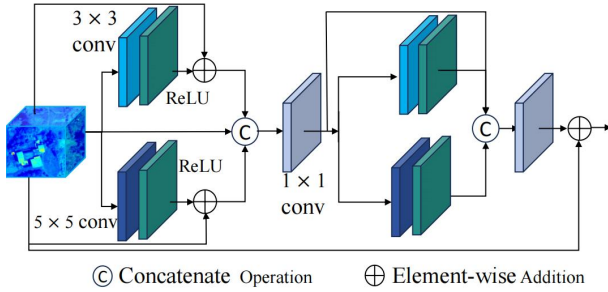 3 × 3
conv
ReLU
C
C
ReLU
5 × 5 conv
1 × 1
conv
C Concatenate Operation
Element-wise Addition